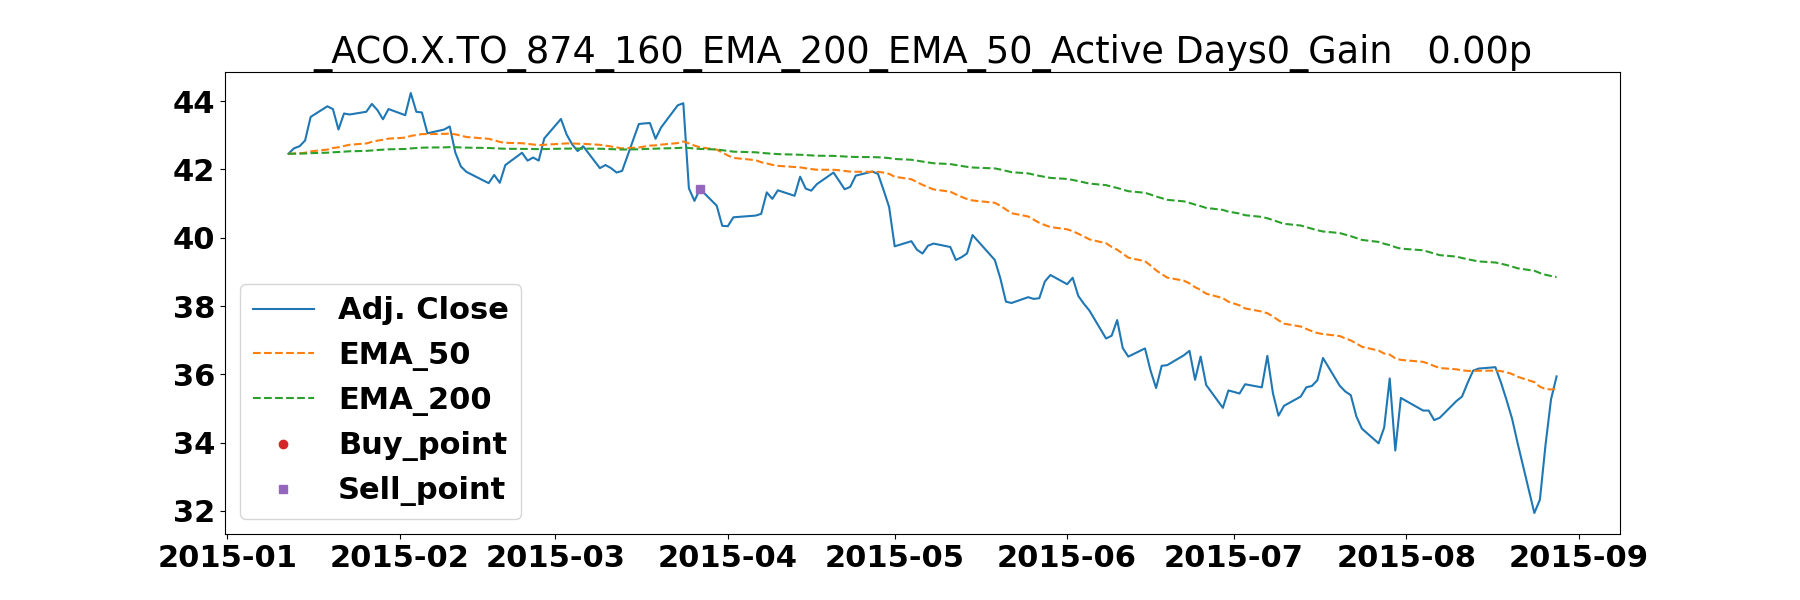 _ACO.X.TO_874_160_EMA_200_EMA_50_Active Days0_Gain   0.00p
44
42
40
38
36
34
32
Adj. Close
EMA_50
EMA_200
Buy_point
Sell_point
2015-01 2015-02 2015-03 2015-04 2015-05 2015-06 2015-07 2015-08 2015-09